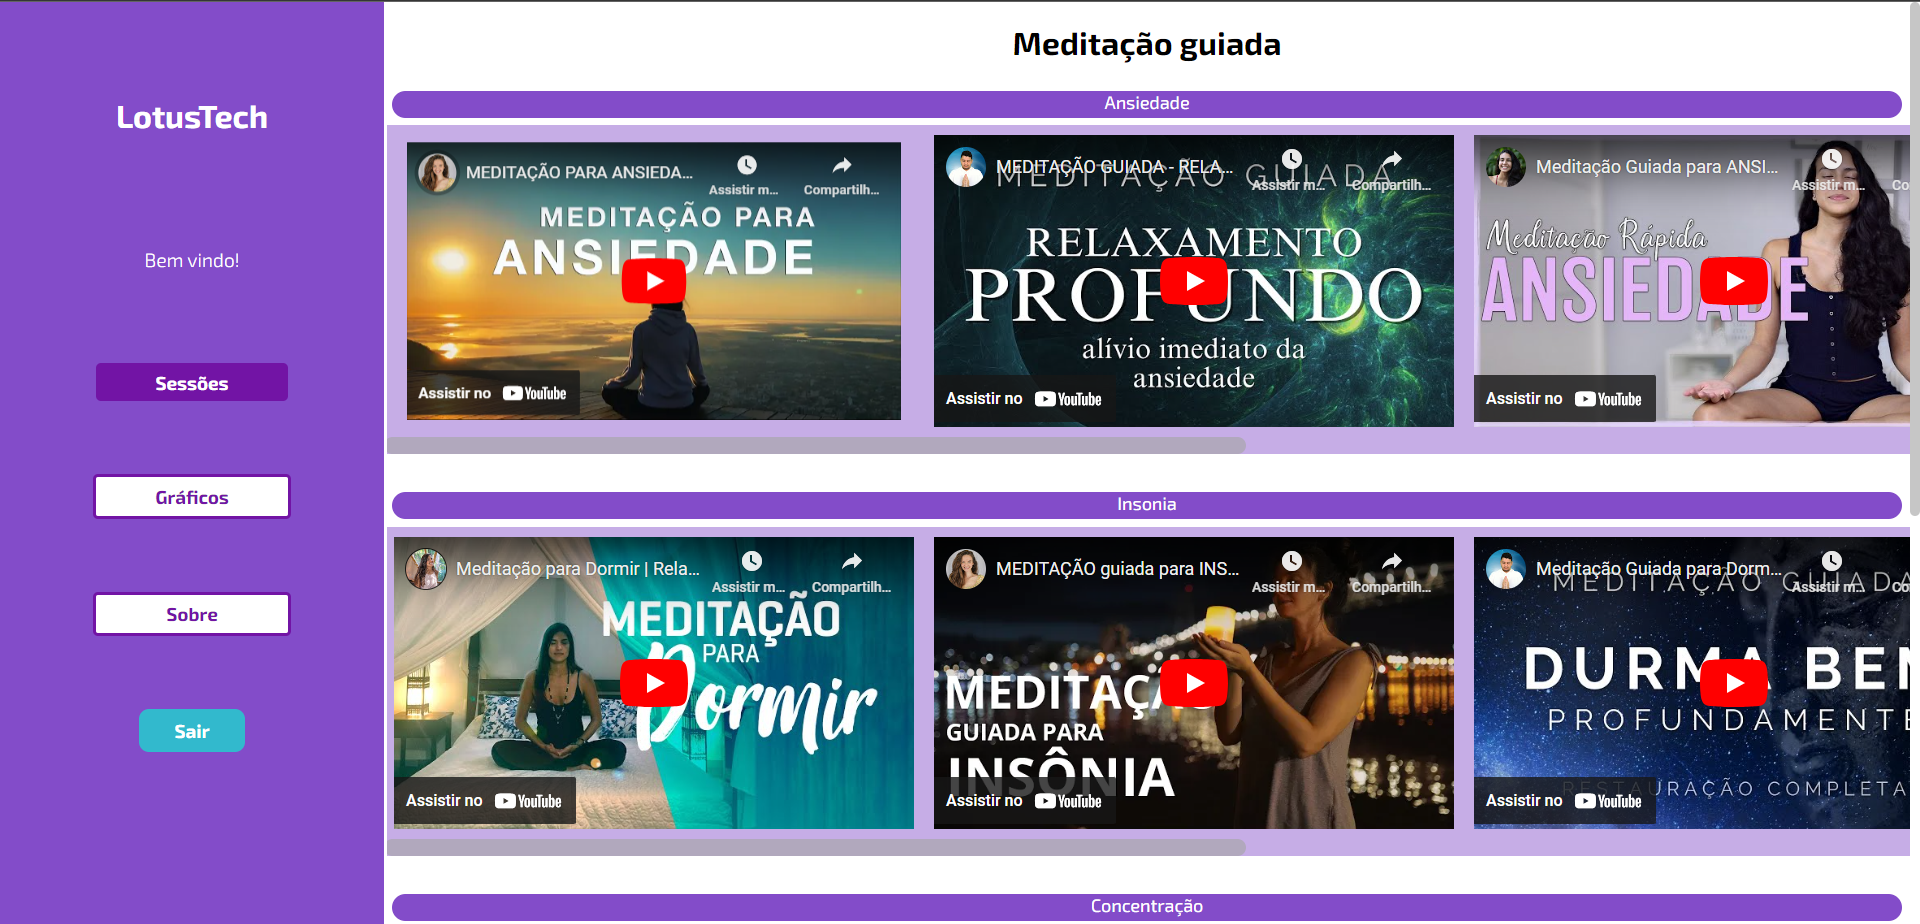 LotusTech
Bem vindo!
Sessões
Gráficos
Sobre
Sair
Meditação guiada
Ansiedade
MEDITAÇÃO PARA ANSIEDA...
Assistir m...
Compartilh...
MEDITAÇÃO PARA
ANSIEDADE
Assistir no YouTube
MEDITAÇÃO GUIADA - RELA...
Assistir m...
Compartilh...
MEDITAÇÃO GUIADA
RELAXAMENTO
PROFUNDO
alívio imediato da
ansiedade
Assistir no YouTube
Meditação Guiada para ANSI...
Assistir m...
Co
Meditação Rápida
ANSIEDADE
Assistir no YouTube
Insonia
Meditação para Dormir | Rela...
Assistir m...
Compartilh...
MEDITAÇÃO
PARA
Dormir
Assistir no YouTube
MEDITAÇÃO guiada para INS...
Assistir m...
Compartilh...
MEDITAÇÃO
GUIADA PARA
INSÔNIA
Assistir no YouTube
Meditação Guiada para Dorm...
Assistir m...
Co
MEDITAÇÃO GUIADA
DURMA BEM
PROFUNDAMENTE
RESTAURAÇÃO COMPLETA
Assistir no YouTube
Concentração